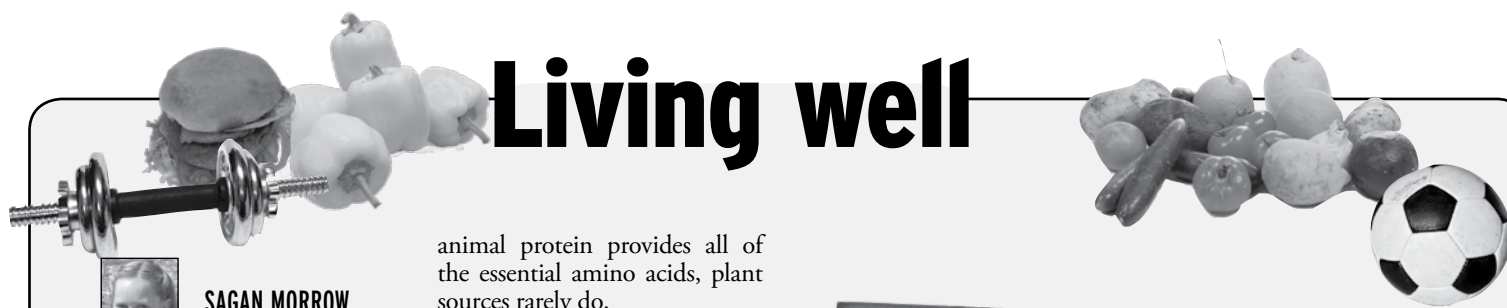 Living well
SAGAN MORROW
animal protein provides all of
the essential amino acids, plant
sources rarely do.